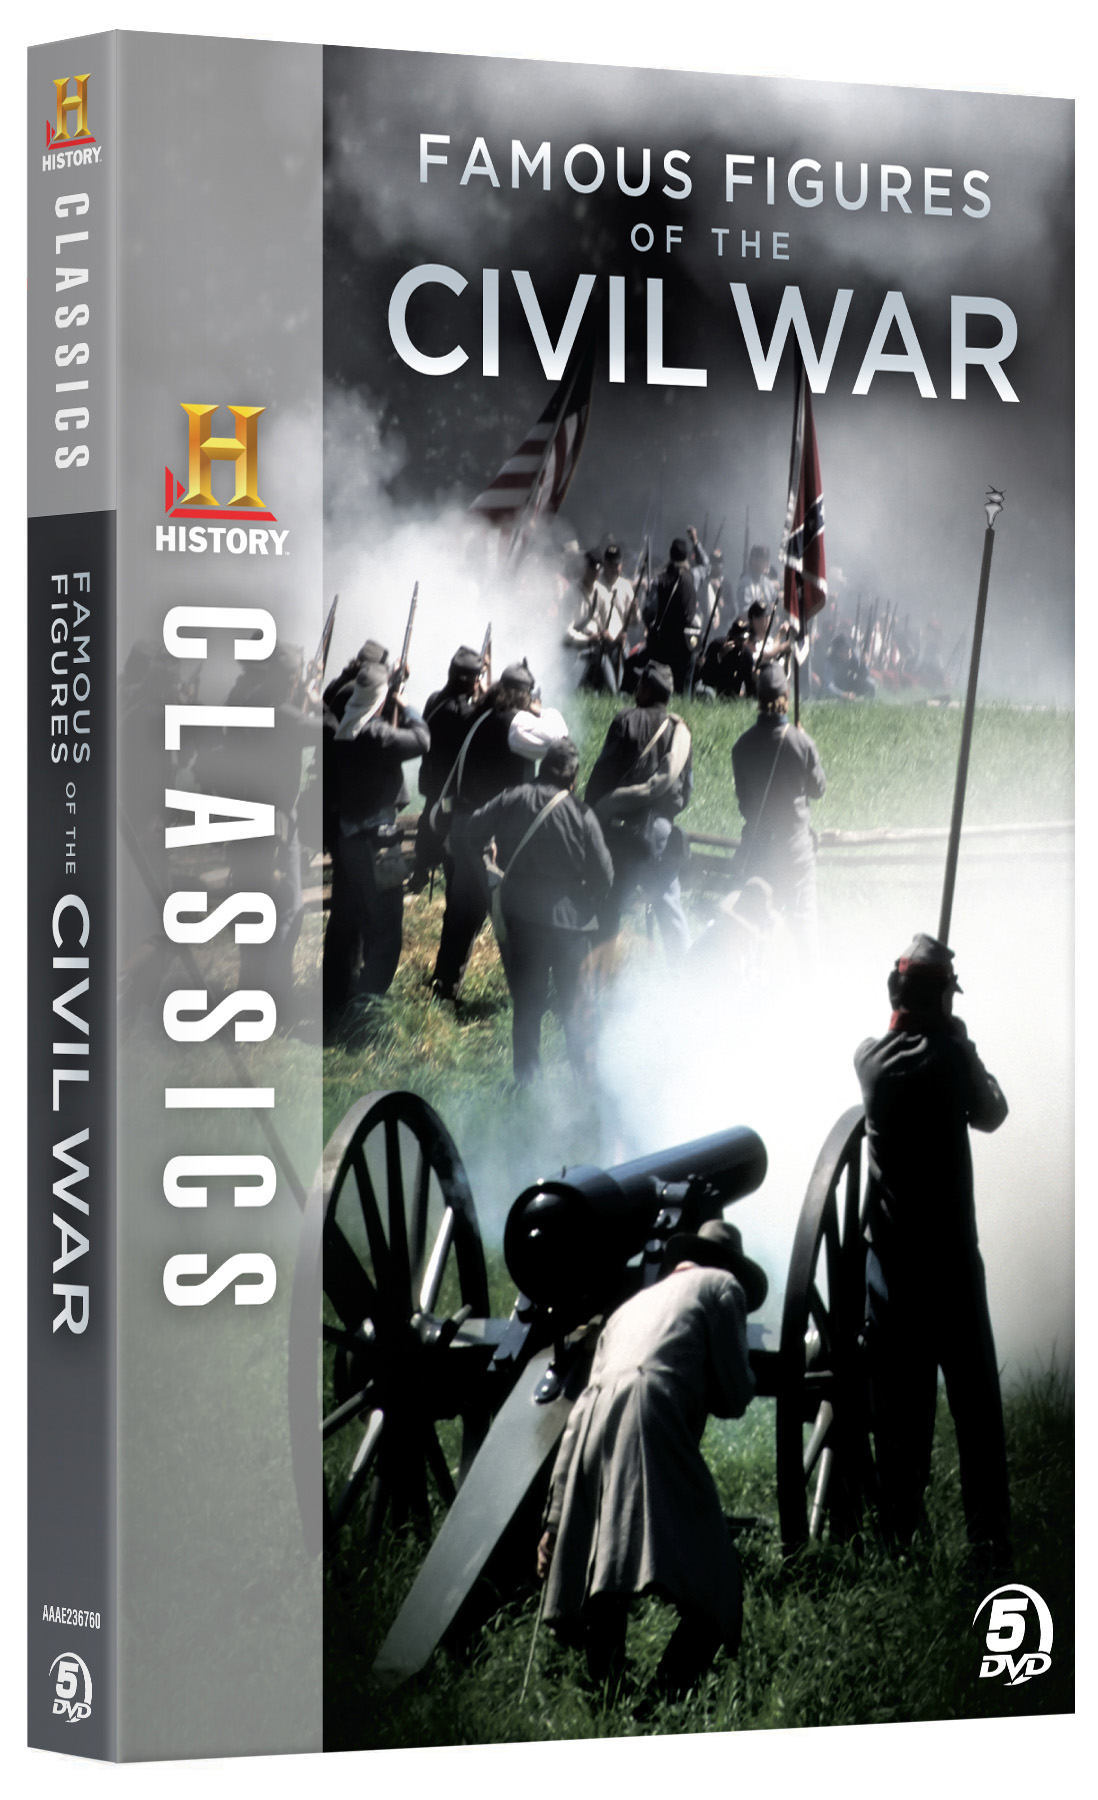 H
HISTORY
CLASSICS
FAMOUS
FIGURES
OF THE
CIVIL WAR
AAAE236760
5
DVD
H
HISTORY™
CLASSICS
FAMOUS FIGURES
OF THE
CIVIL WAR
5
DVD